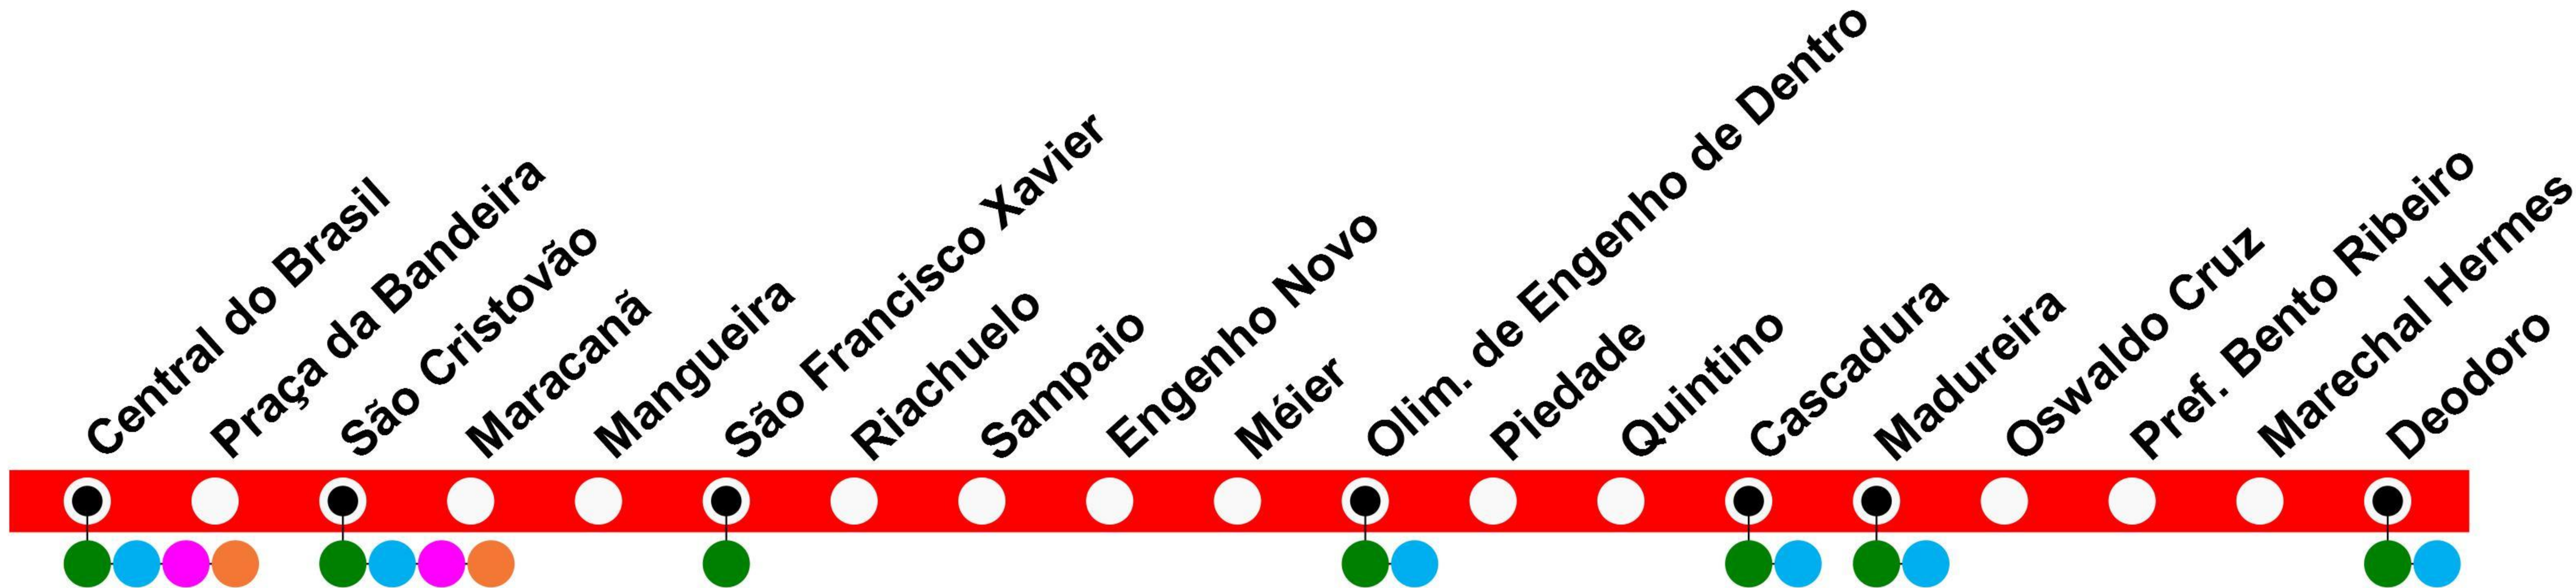 Central do Brasil
Praça da Bandeira
São Cristovão
Maracanã
Mangueira
São Francisco Xavier
Riachuelo
Sampaio
Engenho Novo
Méier
Olim. de Engenho de Dentro
Piedade
Quintino
Cascadura
Madureira
Oswaldo Cruz
Pref. Bento Ribeiro
Marechal Hermes
Deodoro